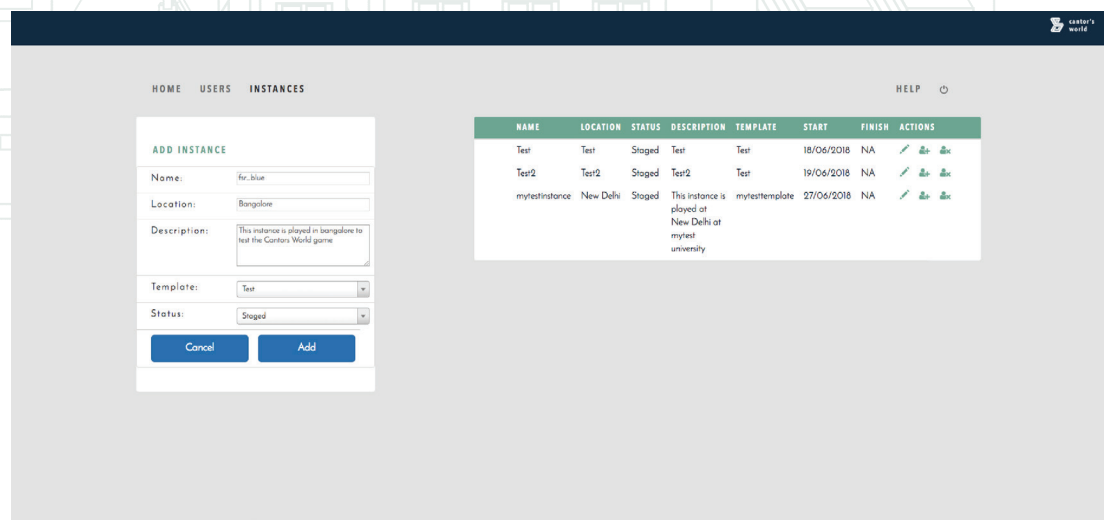 cantor's
world
HOME USERS INSTANCES
HELP
ADD INSTANCE
Name: fsr_blue
Location: Bangalore
Description: This instance is played in bangalore to
test the Cantors World game
Template: Test
Status: Staged
Cancel Add
NAME LOCATION STATUS DESCRIPTION TEMPLATE START FINISH ACTIONS
Test Test Staged Test Test 18/06/2018 NA
Test2 Test2 Staged Test2 Test 19/06/2018 NA
mytestinstance New Delhi Staged This instance is mytesttemplate 27/06/2018 NA
played at
New Delhi at
mytest
university